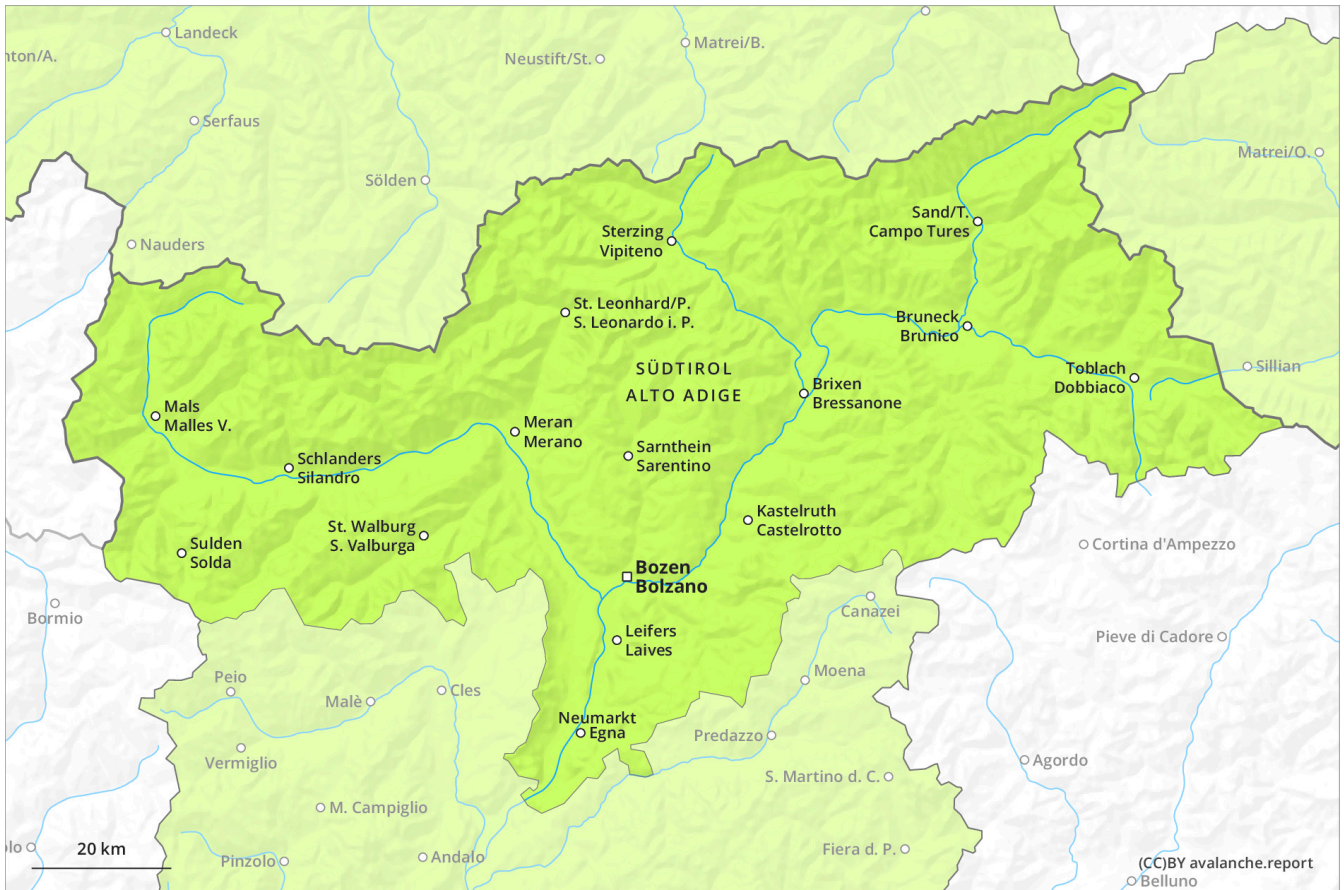 Landeck
nton/A.
Neustift/St.
Matrei/B.
Serfaus
Matrei/O.
Sölden
Nauders
Sterzing
Vipiteno
Sand/T.
Campo Tures
St. Leonhard/P.
S. Leonardo i. P.
Bruneck
Brunico
SÜDTIROL
ALTO ADIGE
Toblach
Dobbiaco
Sillian
Brixen
Bressanone
Mals
Malles V.
Meran
Merano
Schlanders
Silandro
Sarnthein
Sarentino
Kastelruth
Castelrotto
St. Walburg
S. Valburga
Sulden
Solda
Cortina d'Ampezzo
Bozen
Bolzano
Bormio
Canazei
Leifers
Laives
Pieve di Cadore
Peio
Malè
Cles
Moena
Neumarkt
Egna
Predazzo
Vermiglio
Agordo
S. Martino d. C.
M. Campiglio
olo
20 km
Pinzolo
Andalo
Fiera d. P.
(CC)BY avalanche.report
Belluno